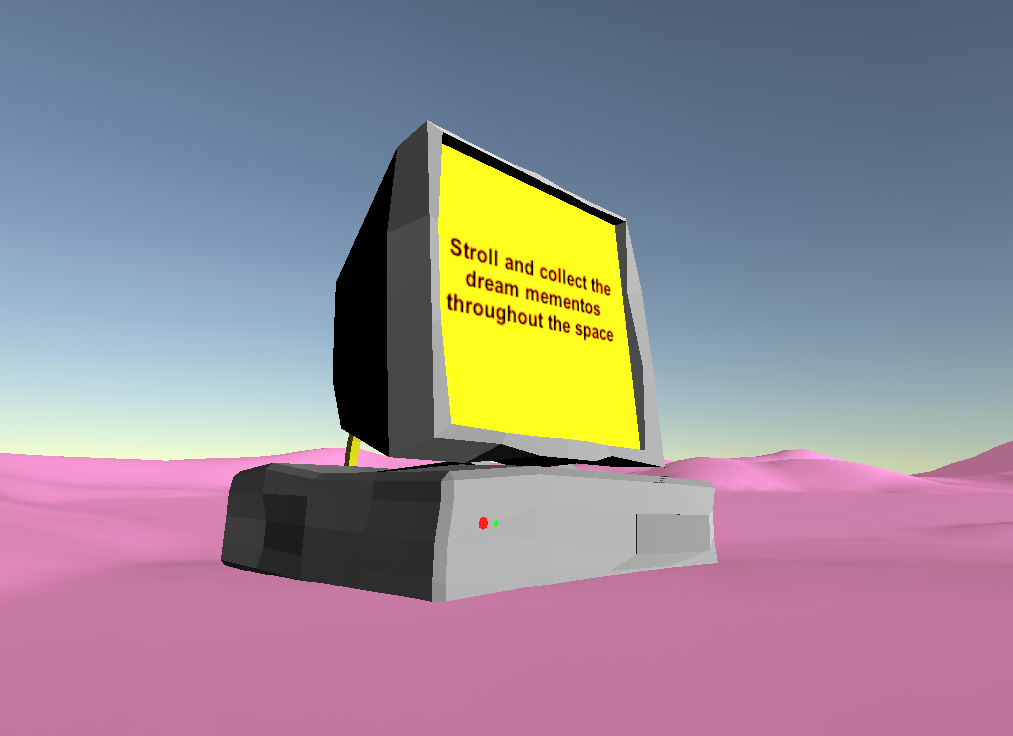 Stroll and collect the
dream mementos
throughout the space